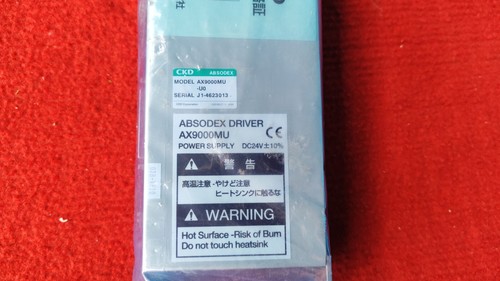 証
社
CKD ABSODEX
MODEL AX9000MU
-U0
SERIAL J1-4623013
ABSODEX DRIVER
AX9000MU
POWER SUPPLY DC24V±10%
警告
高温注意-やけど注意
ヒートシンクに触るな
WARNING
Hot Surface -Risk of Burn
Do not touch heatsink